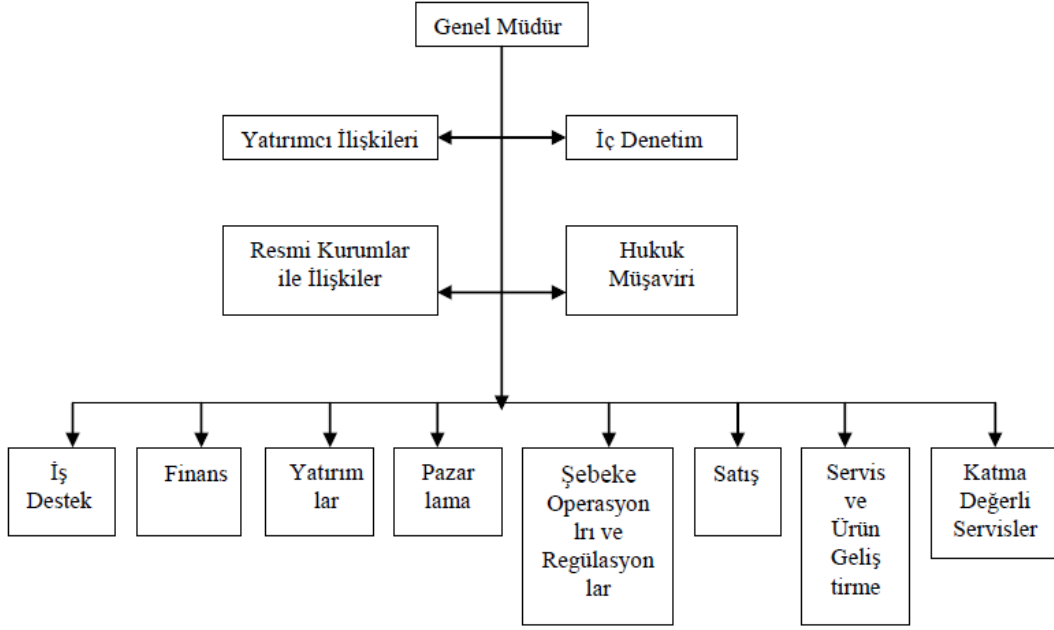 Genel Müdür
Yatırımcı İlişkileri
İç Denetim
Resmi Kurumlar
ile İlişkiler
Hukuk
Müşaviri
İş
Destek
Finans
Yatırım
lar
Pazar
lama
Şebeke
Operasyon
lrı ve
Regülasyon
lar
Satış
Servis
ve
Ürün
Geliş
tirme
Katma
Değerli
Servisler